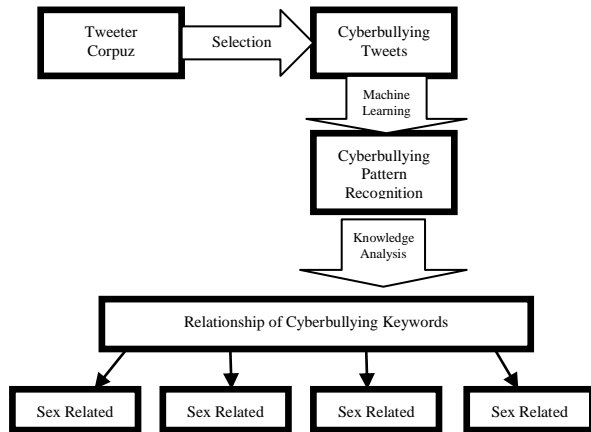 Tweeter
Corpuz
Selection
Cyberbullying
Tweets
Machine
Learning
Cyberbullying
Pattern
Recognition
Knowledge
Analysis
Relationship of Cyberbullying Keywords
Sex Related
Sex Related
Sex Related
Sex Related